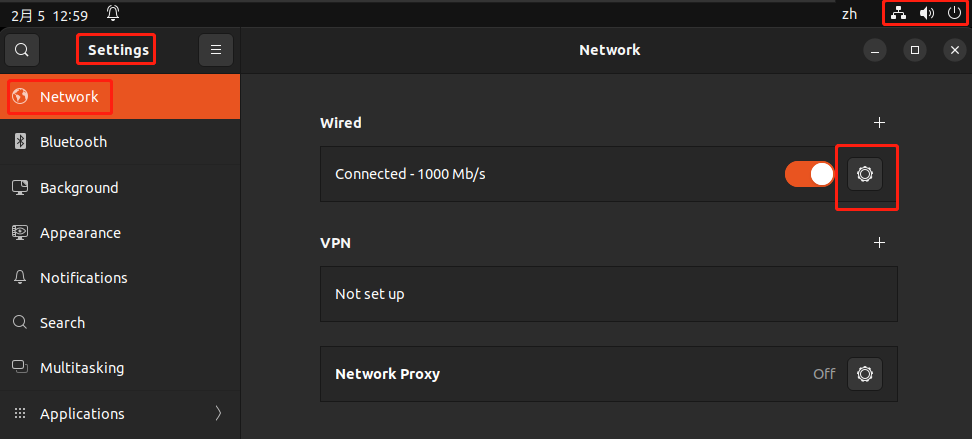 2月 5 12:59 zh
Settings
Network
Network
Bluetooth
Background
Appearance
Notifications
Search
Multitasking
Applications
Wired
Connected - 1000 Mb/s
VPN
Not set up
Network Proxy Off